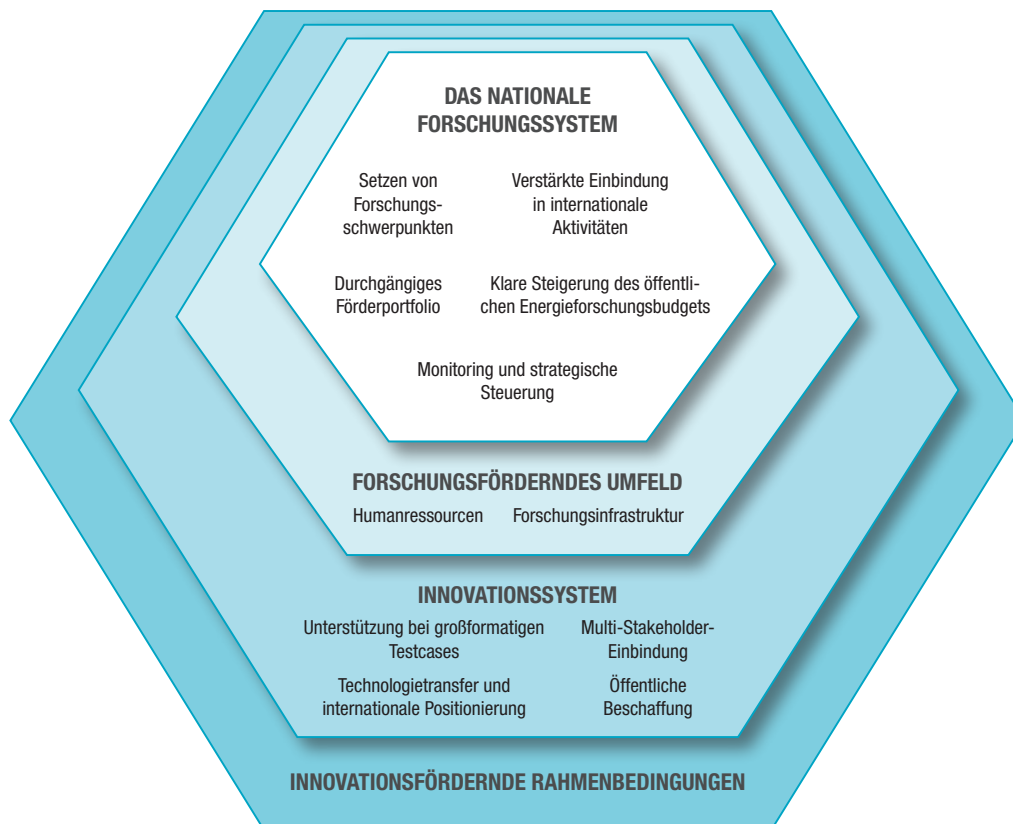 DAS NATIONALE
FORSCHUNGSSYSTEM
Setzen von
Forschungs-
schwerpunkten
Verstärkte Einbindung
in internationale
Aktivitäten
Durchgängiges
Förderportfolio
Klare Steigerung des öffentli-
chen Energieforschungsbudgets
Monitoring und strategische
Steuerung
FORSCHUNGSFÖRDERNDES UMFELD
Humanressourcen
Forschungsinfrastruktur
INNOVATIONSSYSTEM
Unterstützung bei großformatigen
Testcases
Multi-Stakeholder-
Einbindung
Technologietransfer und
internationale Positionierung
Öffentliche
Beschaffung
INNOVATIONSFÖRDERNDE RAHMENBEDINGUNGEN